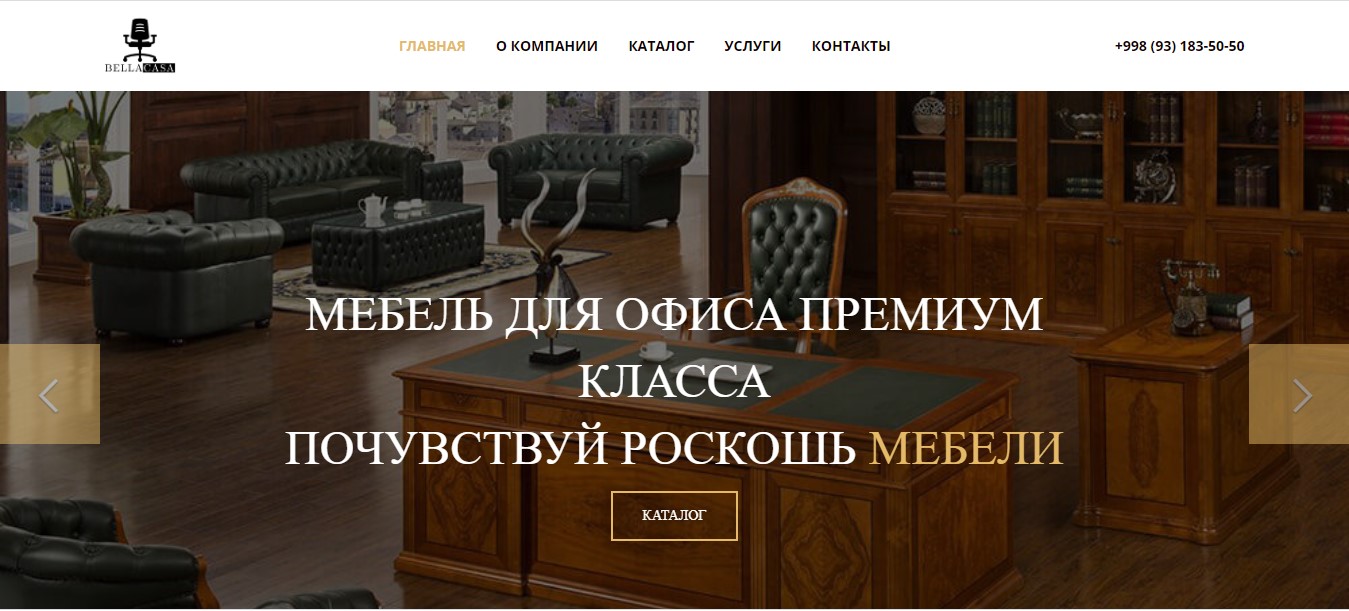 BELLACASA
ГЛАВНАЯ О КОМПАНИИ КАТАЛОГ УСЛУГИ КОНТАКТЫ +998 (93) 183-50-50
МЕБЕЛЬ ДЛЯ ОФИСА ПРЕМИУМ
КЛАССА
ПОЧУВСТВУЙ РОСКОШЬ МЕБЕЛИ
КАТАЛОГ